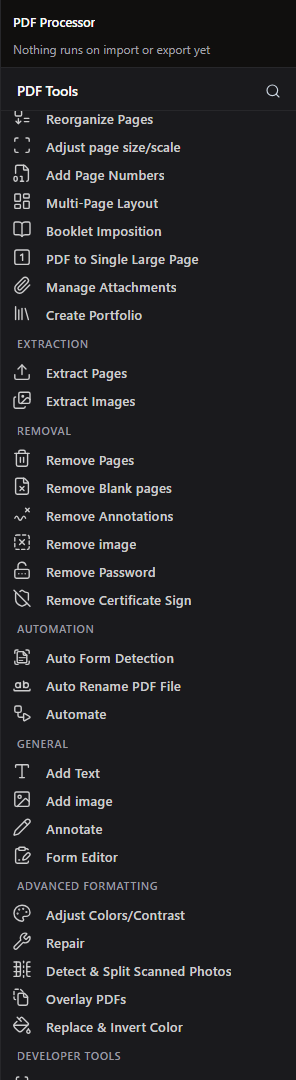 PDF Processor
Nothing runs on import or export yet
PDF Tools
Reorganize Pages
Adjust page size/scale
Add Page Numbers
Multi-Page Layout
Booklet Imposition
1 PDF to Single Large Page
Manage Attachments
Create Portfolio
EXTRACTION
Extract Pages
Extract Images
REMOVAL
Remove Pages
Remove Blank pages
Remove Annotations
Remove image
Remove Password
Remove Certificate Sign
AUTOMATION
Auto Form Detection
ab Auto Rename PDF File
Automate
GENERAL
Add Text
Add image
Annotate
Form Editor
ADVANCED FORMATTING
Adjust Colors/Contrast
Repair
Detect & Split Scanned Photos
Overlay PDFs
Replace & Invert Color
DEVELOPER TOOLS